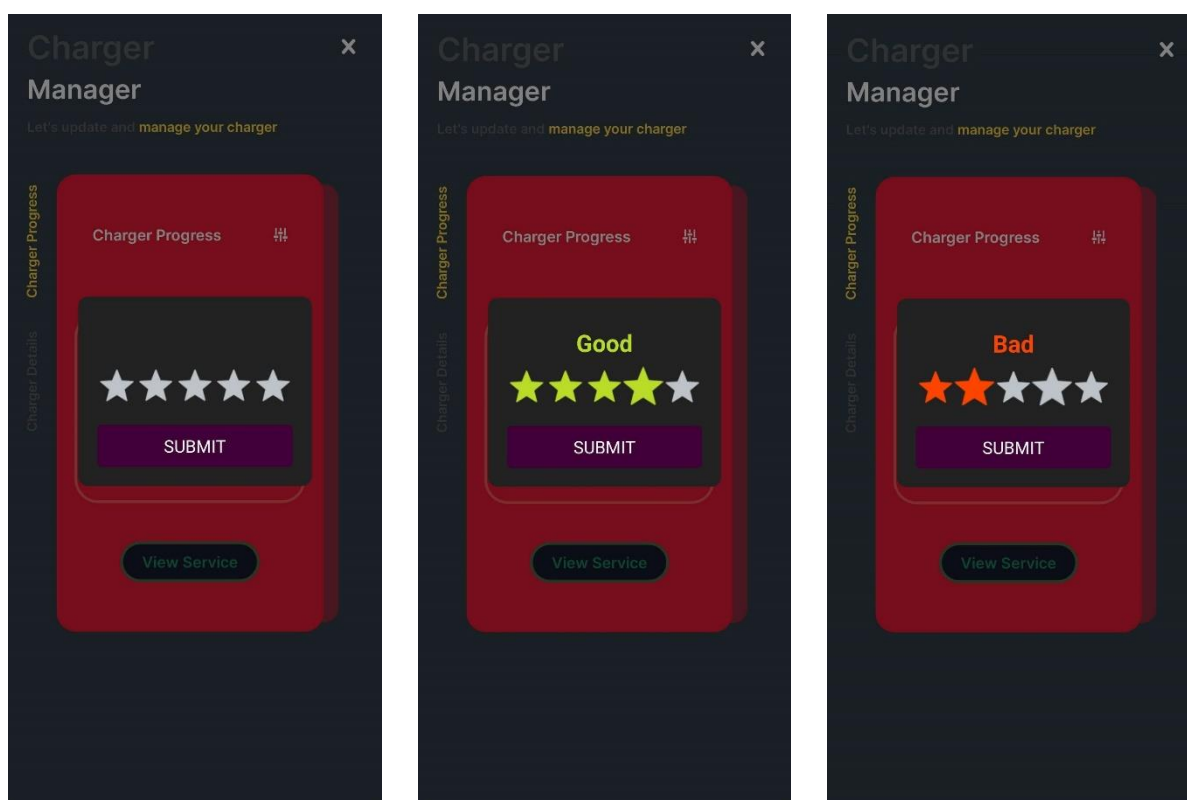 Charger
Manager
Let's update and manage your charger
Charger Progress
Charger Details
Charger Progress
SUBMIT
View Service
Charger
Manager
Let's update and manage your charger
Charger Progress
Charger Details
Charger Progress
Good
SUBMIT
View Service
Charger
Manager
Let's update and manage your charger
Charger Progress
Charger Details
Charger Progress
Bad
SUBMIT
View Service